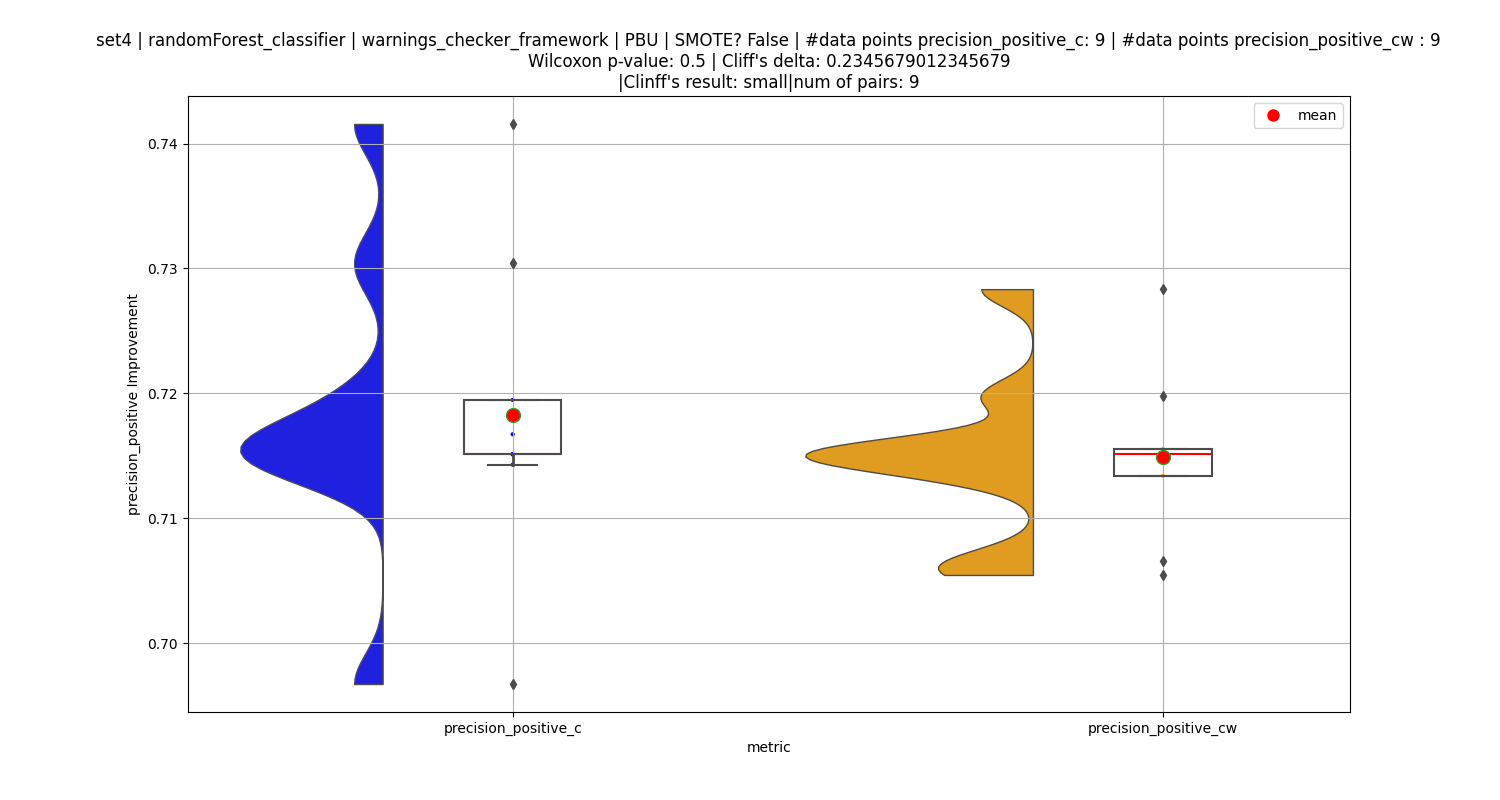 set4 | randomForest_classifier | warnings_checker_framework | PBU | SMOTE? False | #data points precision_positive_c: 9 | #data points precision_positive_cw : 9
Wilcoxon p-value: 0.5 | Cliff's delta: 0.2345679012345679
|Clinff's result: small|num of pairs: 9
mean
0.74
0.73
0.72
0.71
0.70
precision_positive Improvement
precision_positive_c
precision_positive_cw
metric